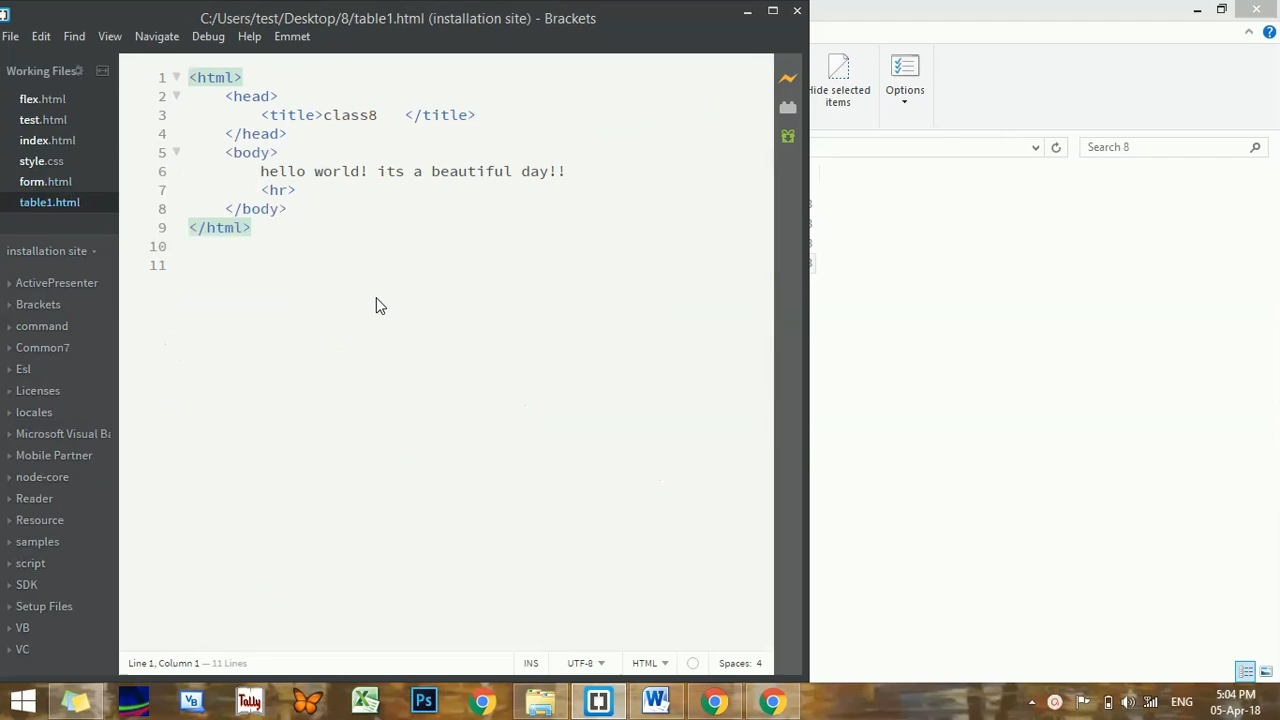 C:/Users/test/Desktop/8/table1.html (installation site) - Brackets
File Edit Find View Navigate Debug Help Emmet
Working Files
flex.html
test.html
index.html
style.css
form.html
table1.html
installation site
ActivePresenter
Brackets
command
Common7
Esl
Licenses
locales
Microsoft Visual Ba
Mobile Partner
node-core
Reader
Resource
samples
script
SDK
Setup Files
VB
VC
1 <html>
2 <head>
3 <title>class8 </title>
4 </head>
5 <body>
6 hello world! its a beautiful day!!
7 <hr>
8 </body>
9 </html>
10
11
Line 1, Column 1 — 11 Lines
INS UTF-8 HTML Spaces: 4
Hide selected
items
Options
Search 8
VB
Tally
Ps
ENG
5:04 PM
05-Apr-18